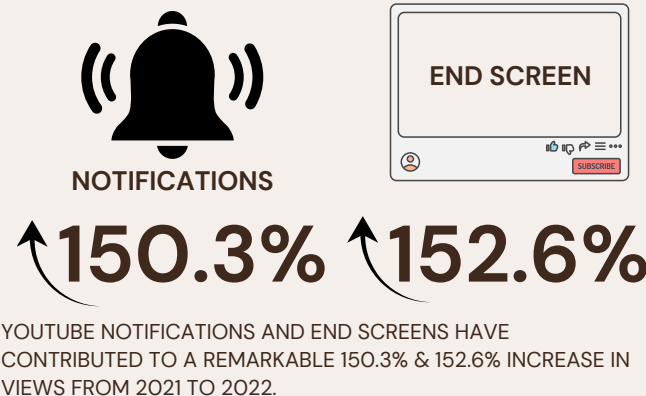 END SCREEN
SUBSCRIBE
NOTIFICATIONS
150.3% 152.6%
YOUTUBE NOTIFICATIONS AND END SCREENS HAVE
CONTRIBUTED TO A REMARKABLE 150.3% & 152.6% INCREASE IN
VIEWS FROM 2021 TO 2022.